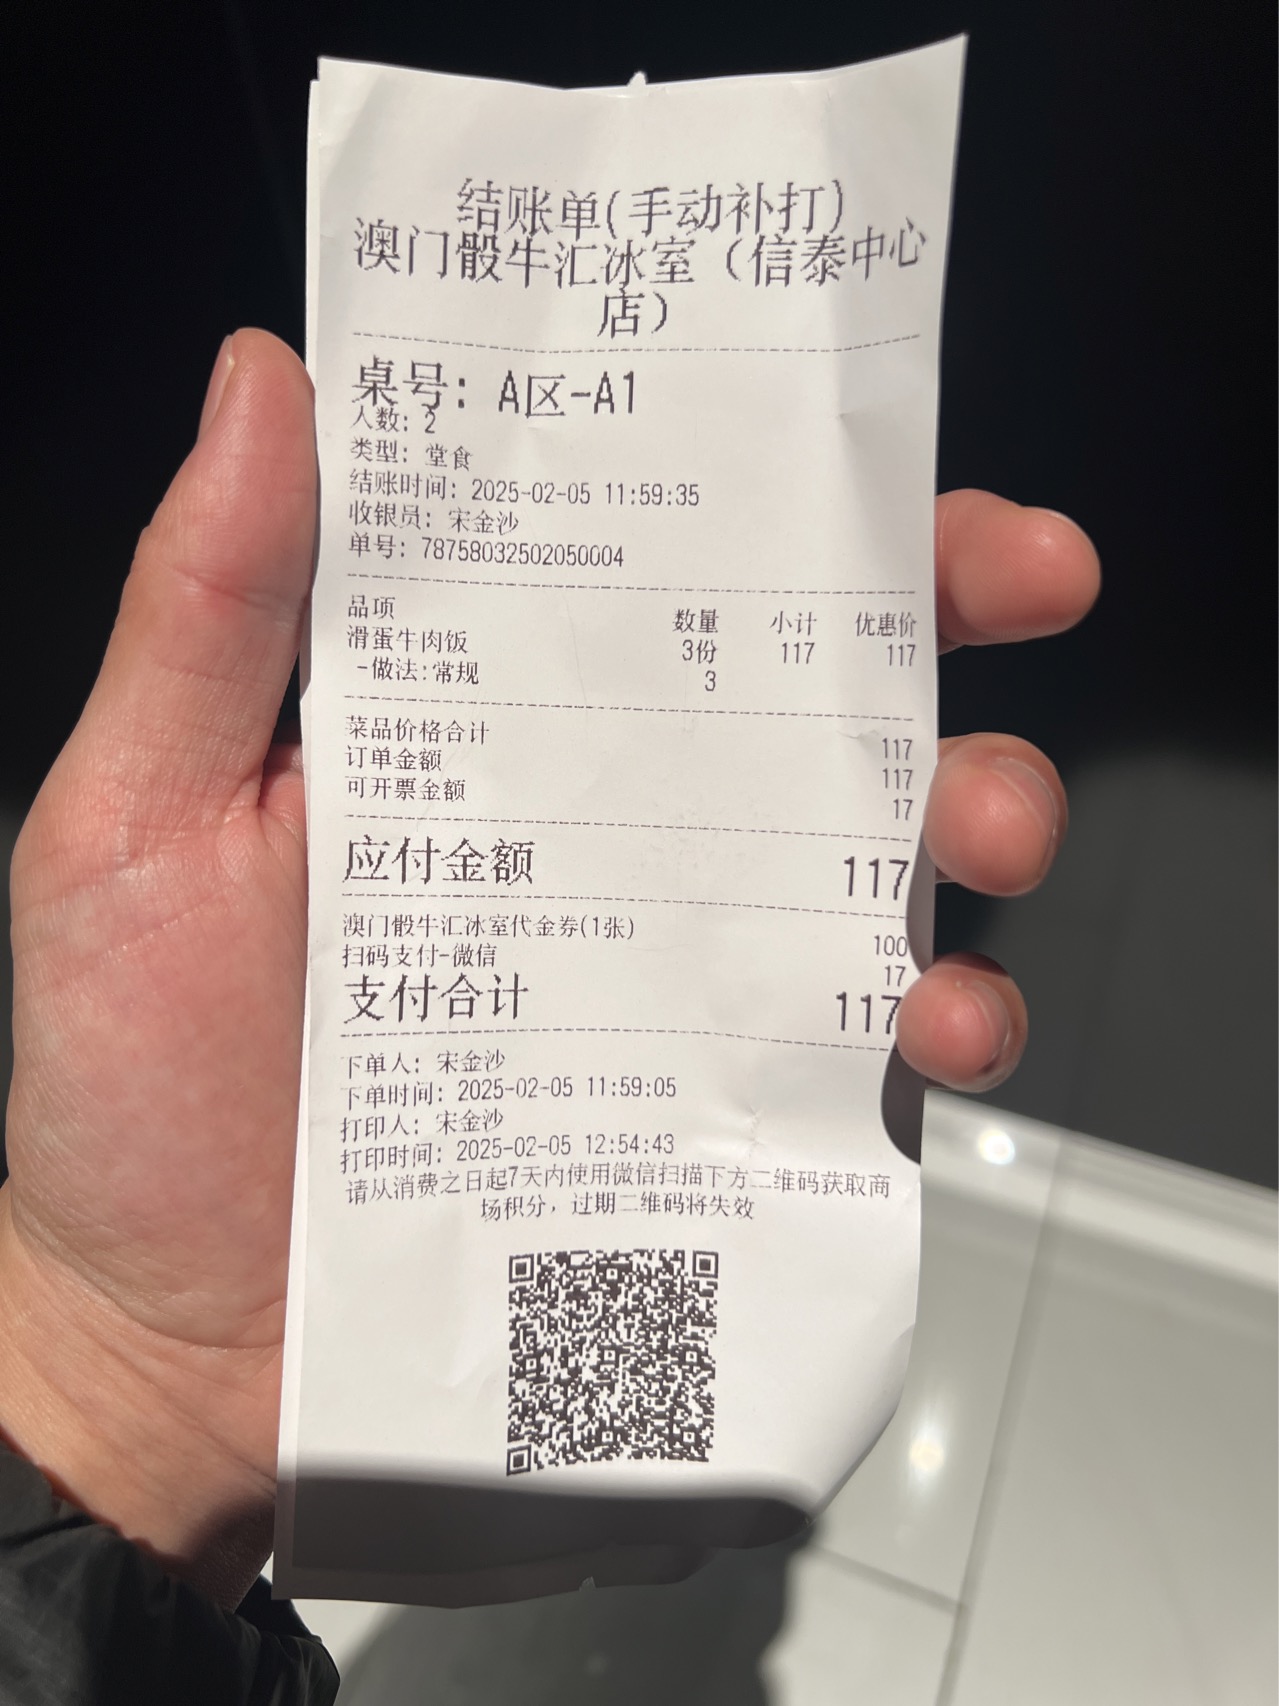 结账单(手动补打)
澳门骰牛汇冰室（信泰中心
店）
桌号: A区-A1
人数: 2
类型: 堂食
结账时间: 2025-02-05 11:59:35
收银员: 宋金沙
单号: 78758032502050004
品项 数量 小计 优惠价
滑蛋牛肉饭 3份 117 117
-做法:常规 3
菜品价格合计 117
订单金额 117
可开票金额 17
应付金额 117
澳门骰牛汇冰室代金券(1张) 100
扫码支付-微信 17
支付合计 117
下单人: 宋金沙
下单时间: 2025-02-05 11:59:05
打印人: 宋金沙
打印时间: 2025-02-05 12:54:43
请从消费之日起7天内使用微信扫描下方二维码获取商
场积分，过期二维码将失效